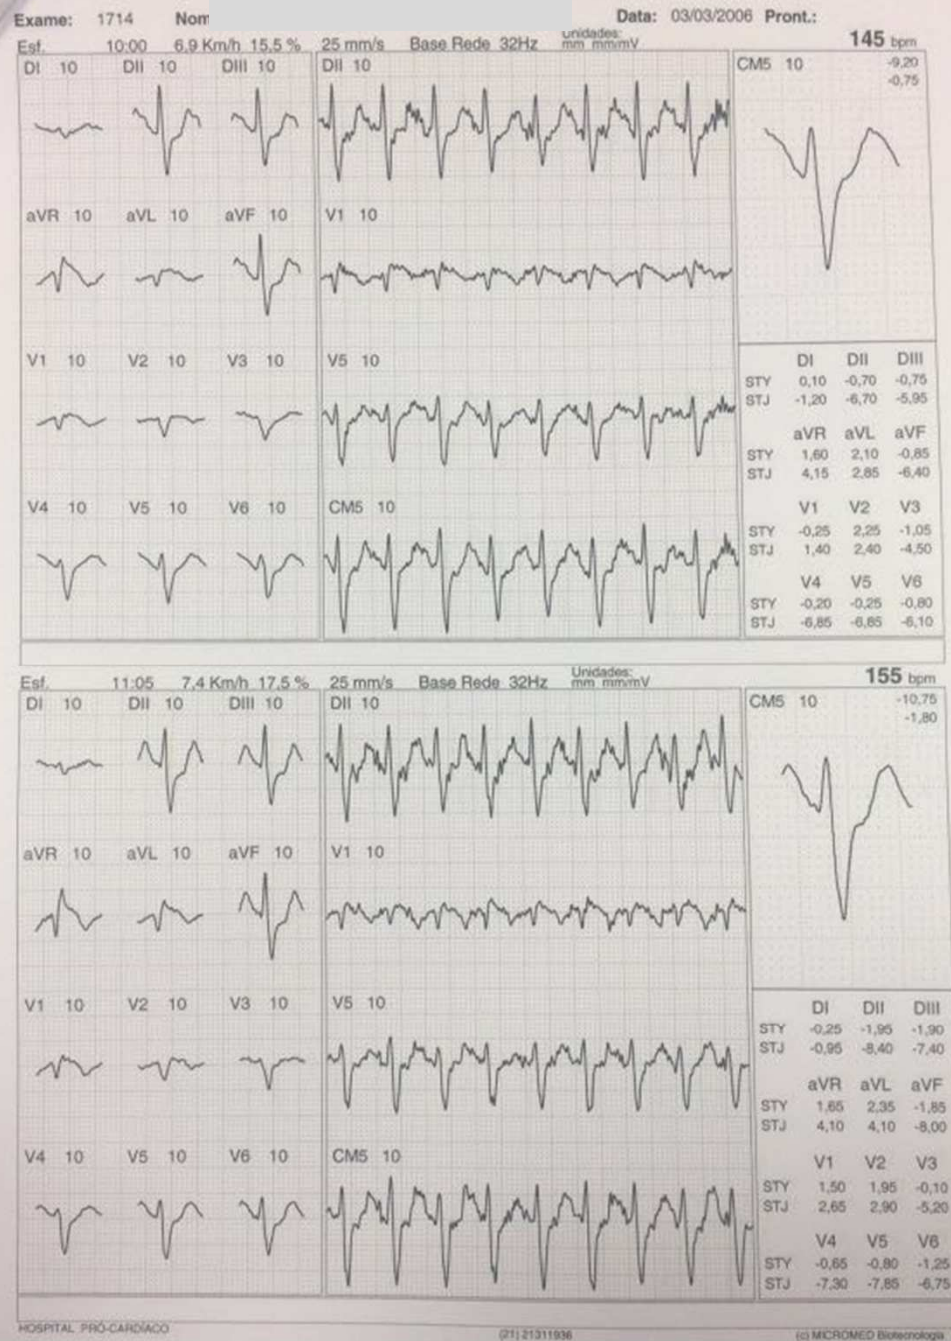 Exame: 1714 Nom Data: 03/03/2006 Pront.:
Esf. 10:00 6,9 Km/h 15,5 % 25 mm/s Base Rede 32Hz Unidades: mm mm/mV 145 bpm
DI 10 DII 10 DIII 10 DII 10 CM5 10 -9,20
-0,75
aVR 10 aVL 10 aVF 10 V1 10
V1 10 V2 10 V3 10 V5 10
DI DII DIII
STY 0,10 -0,70 -0,75
STJ -1,20 -6,70 -5,95
aVR aVL aVF
STY 1,60 2,10 -0,85
STJ 4,15 2,85 -6,40
V4 10 V5 10 V6 10 CM5 10
V1 V2 V3
STY -0,25 2,25 -1,05
STJ 1,40 2,40 -4,50
V4 V5 V6
STY -0,20 -0,25 -0,80
STJ -6,85 -6,85 -6,10
Esf. 11:05 7,4 Km/h 17,5 % 25 mm/s Base Rede 32Hz Unidades: mm mm/mV 155 bpm
DI 10 DII 10 DIII 10 DII 10 CM5 10 -10,75
-1,80
aVR 10 aVL 10 aVF 10 V1 10
V1 10 V2 10 V3 10 V5 10
DI DII DIII
STY -0,25 -1,95 -1,90
STJ -0,95 -8,40 -7,40
aVR aVL aVF
STY 1,65 2,35 -1,85
STJ 4,10 4,10 -8,00
V4 10 V5 10 V6 10 CM5 10
V1 V2 V3
STY 1,50 1,95 -0,10
STJ 2,65 2,90 -5,20
V4 V5 V6
STY -0,65 -0,80 -1,25
STJ -7,30 -7,85 -6,75
HOSPITAL PRÓ-CARDÍACO (21) 21311936 (c) MICROMED Biotecnologia